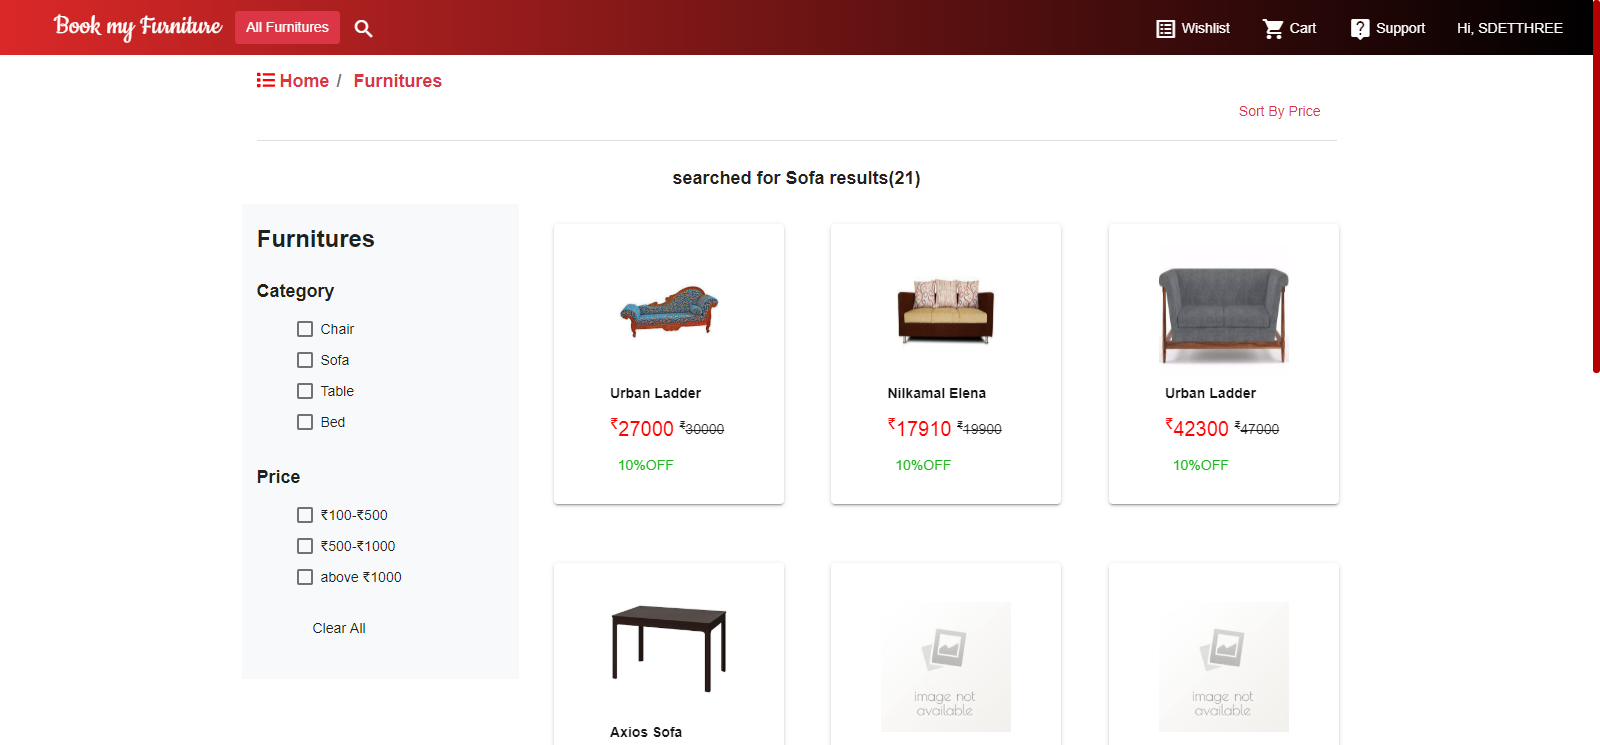 Book my Furniture All Furnitures Wishlist Cart Support Hi, SDETTHREE
Home / Furnitures
Sort By Price
searched for Sofa results(21)
Furnitures
Category
Chair
Sofa
Table
Bed
Price
₹100-₹500
₹500-₹1000
above ₹1000
Clear All
Urban Ladder
₹27000 ₹30000
10%OFF
Nilkamal Elena
₹17910 ₹19900
10%OFF
Urban Ladder
₹42300 ₹47000
10%OFF
Axios Sofa
image not
available
image not
available